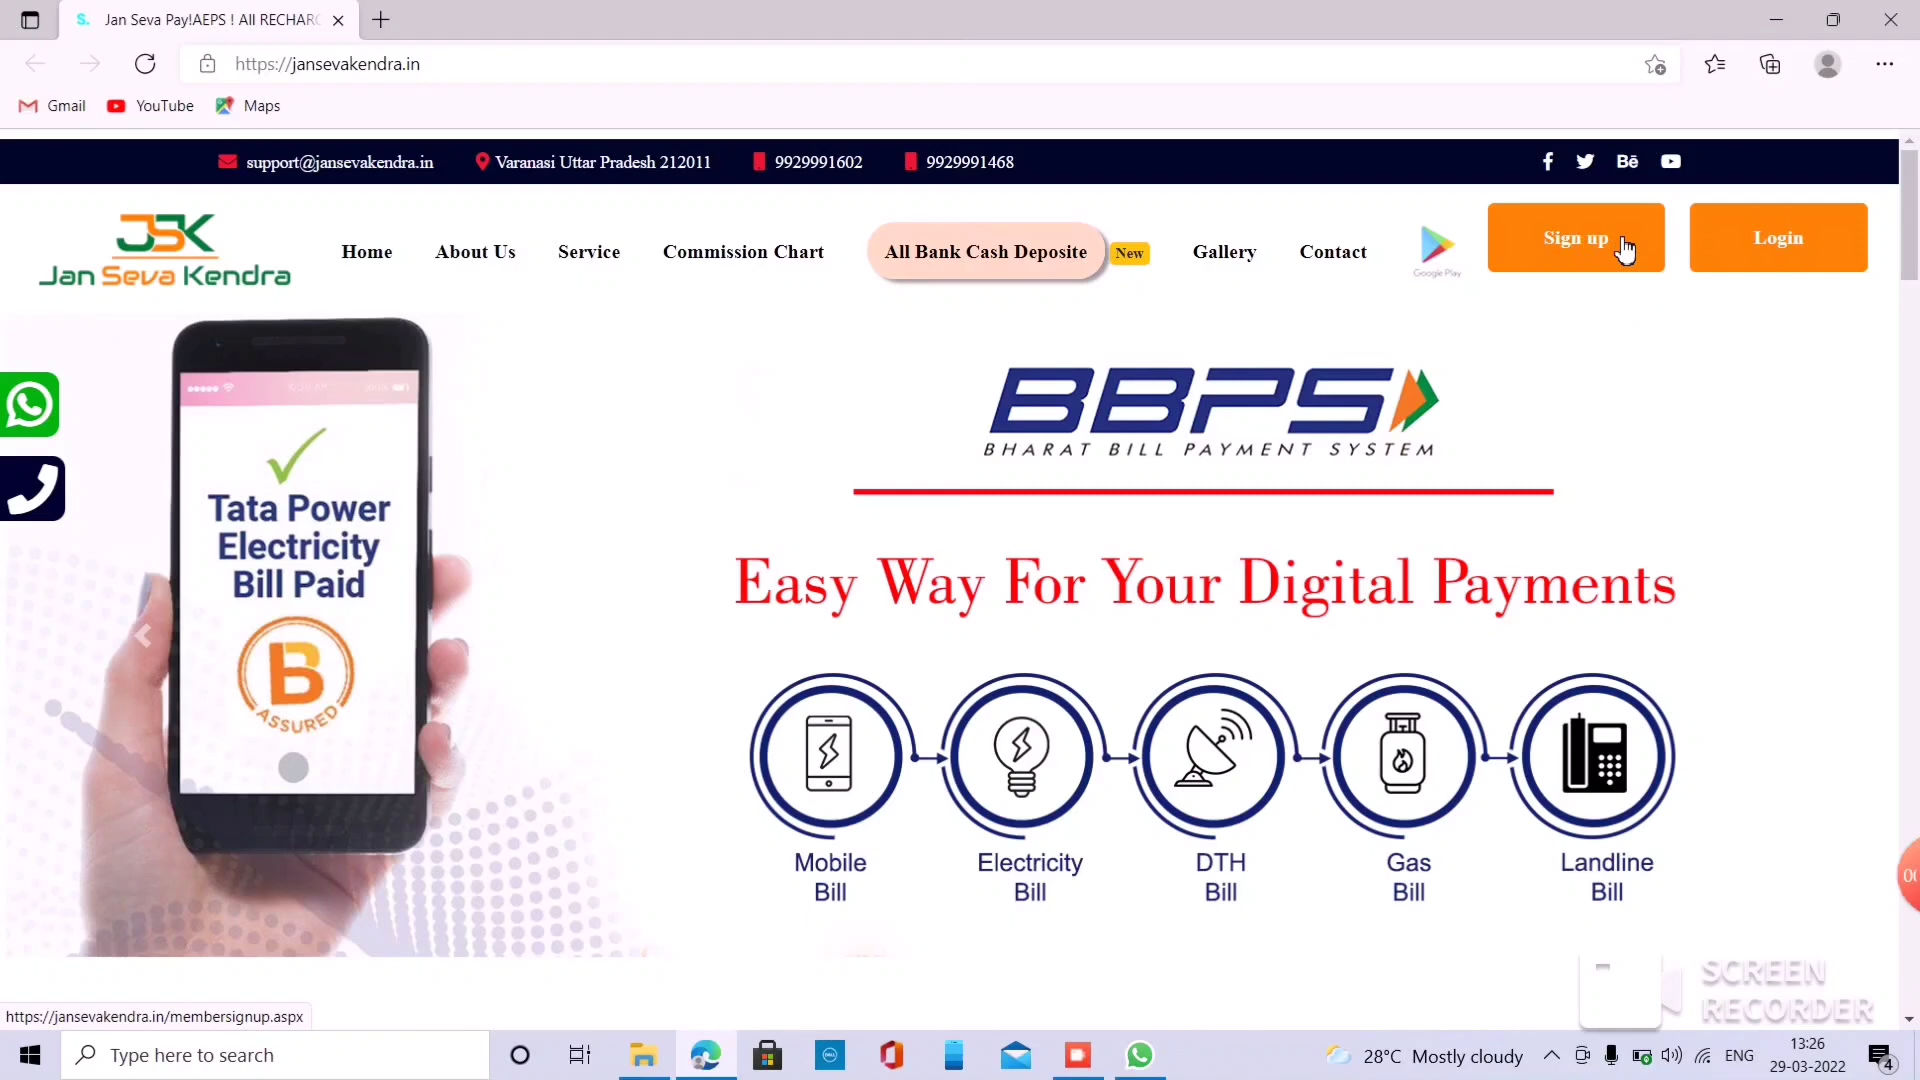 Jan Seva Pay!AEPS ! All RECHARG
https://jansevakendra.in
Gmail YouTube Maps
support@jansevakendra.in Varanasi Uttar Pradesh 212011 9929991602 9929991468
JSK
Jan Seva Kendra
Home About Us Service Commission Chart All Bank Cash Deposite New Gallery Contact Google Play Sign up Login
BBPS
BHARAT BILL PAYMENT SYSTEM
Tata Power
Electricity
Bill Paid
B
ASSURED
Easy Way For Your Digital Payments
Mobile Bill
Electricity Bill
DTH Bill
Gas Bill
Landline Bill
SCREEN
RECORDER
https://jansevakendra.in/membersignup.aspx
Type here to search
28°C Mostly cloudy
ENG
13:26
29-03-2022
4